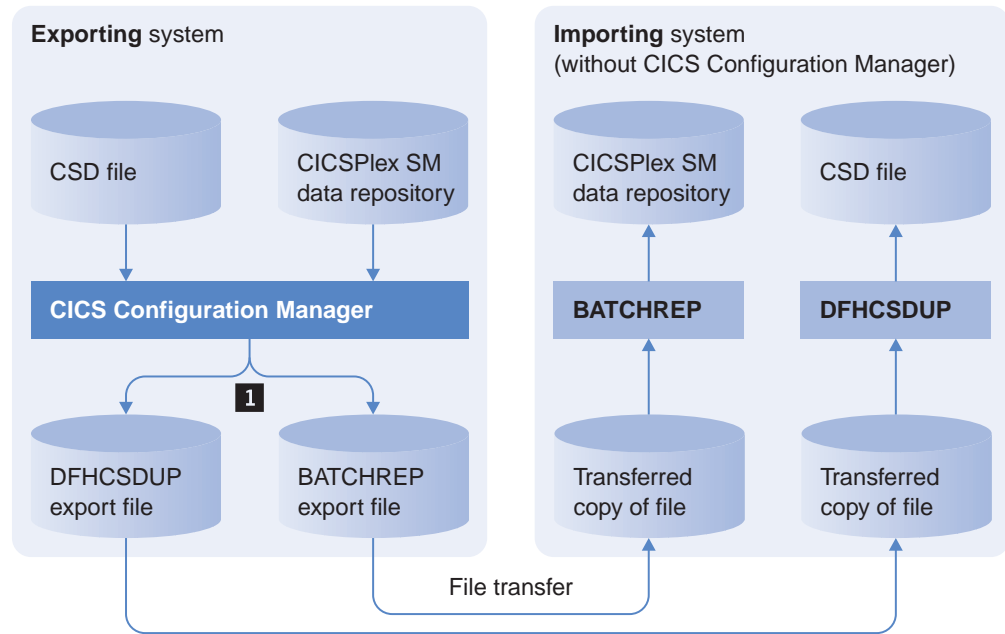 Exporting system
CSD file
CICSPlex SM
data repository
CICS Configuration Manager
1
DFHCSDUP
export file
BATCHREP
export file
Importing system
(without CICS Configuration Manager)
CICSPlex SM
data repository
CSD file
BATCHREP
DFHCSDUP
Transferred
copy of file
Transferred
copy of file
File transfer